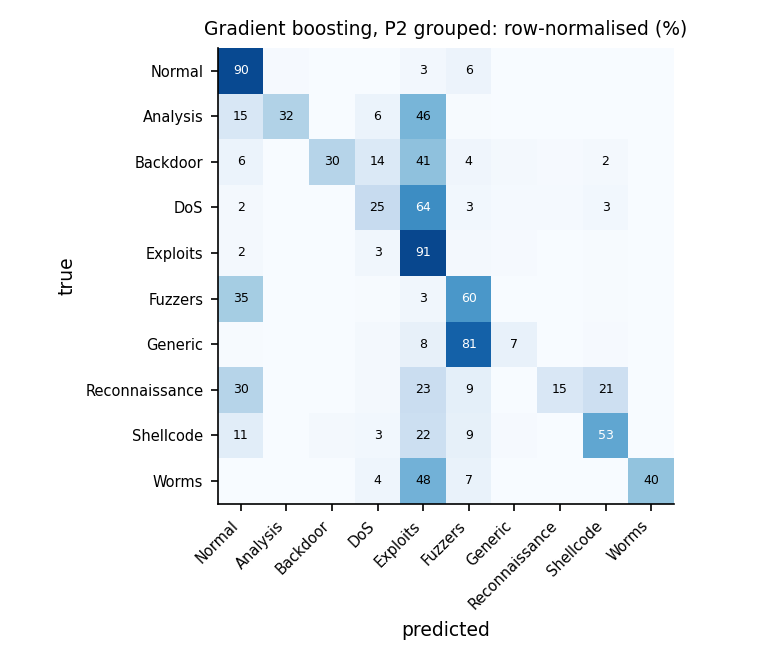 Gradient boosting, P2 grouped: row-normalised (%)
Normal 90 3 6
Analysis 15 32 6 46
Backdoor 6 30 14 41 4 2
DoS 2 25 64 3 3
Exploits 2 3 91
Fuzzers 35 3 60
Generic 8 81 7
Reconnaissance 30 23 9 15 21
Shellcode 11 3 22 9 53
Worms 4 48 7 40
true
Normal Analysis Backdoor DoS Exploits Fuzzers Generic Reconnaissance Shellcode Worms
predicted